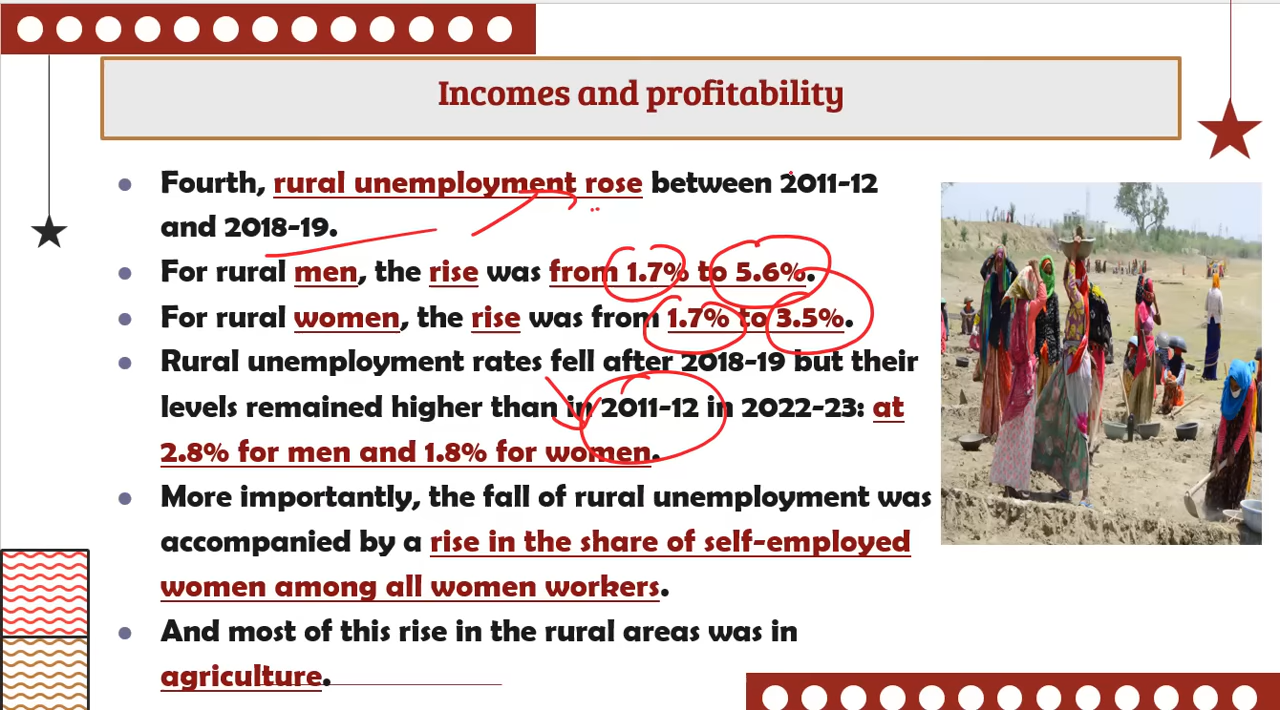 Incomes and profitability
• Fourth, rural unemployment rose between 2011-12
and 2018-19.
• For rural men, the rise was from 1.7% to 5.6%.
• For rural women, the rise was from 1.7% to 3.5%.
• Rural unemployment rates fell after 2018-19 but their
levels remained higher than in 2011-12 in 2022-23: at
2.8% for men and 1.8% for women.
• More importantly, the fall of rural unemployment was
accompanied by a rise in the share of self-employed
women among all women workers.
• And most of this rise in the rural areas was in
agriculture.